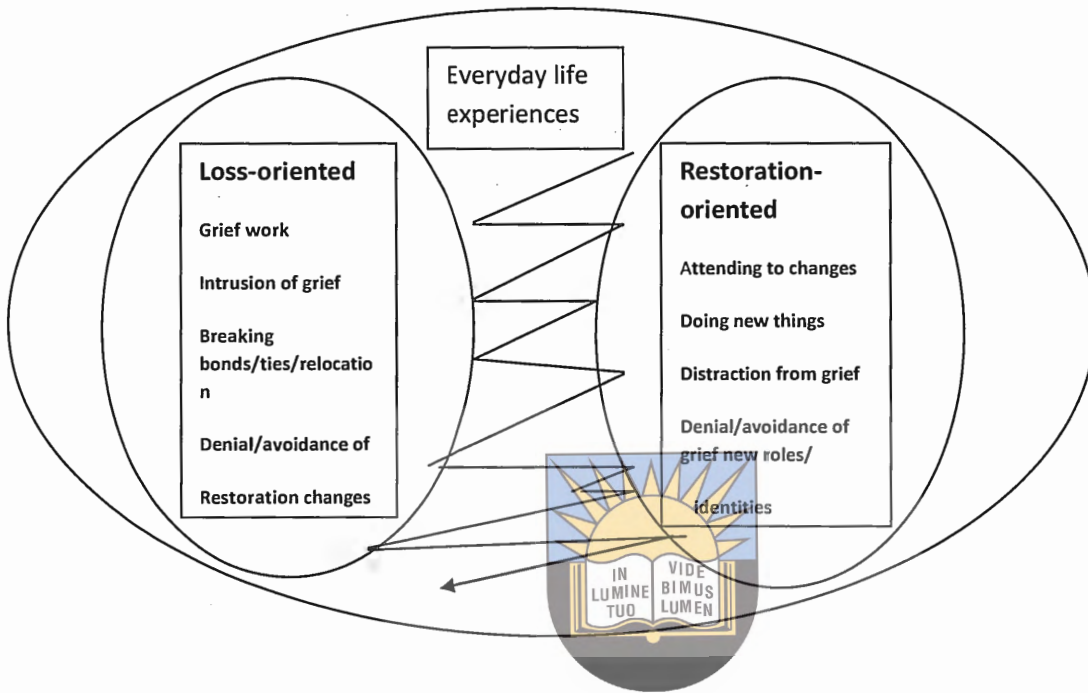 Everyday life
experiences
Loss-oriented
Grief work
Intrusion of grief
Breaking
bonds/ties/relocatio
n
Denial/avoidance of
Restoration changes
Restoration-
oriented
Attending to changes
Doing new things
Distraction from grief
Denial/avoidance of
grief new roles/
identities
IN
LUMINE
TUO
VIDE
BIMUS
LUMEN